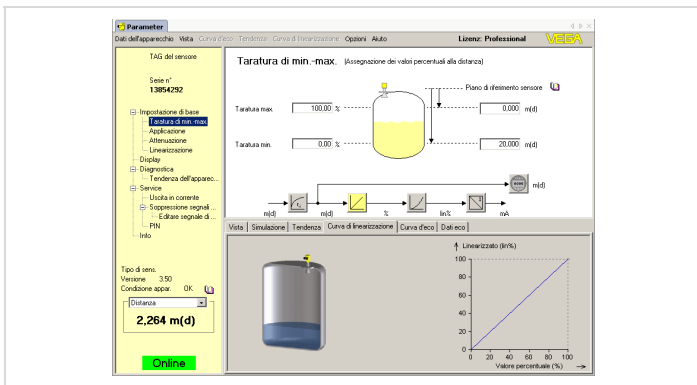 Parameter
Dati dell'apparecchio Vista Curva d'eco Tendenza Curva di linearizzazione Opzioni Aiuto Lizenz: Professional VEGA
TAG del sensore
Serie n°
13854292
Impostazione di base
Taratura di min.-max.
Applicazione
Attenuazione
Linearizzazione
Display
Diagnostica
Tendenza dell'apparec...
Service
Uscita in corrente
Soppressione segnali ...
Editare segnale di ...
PIN
Info
Tipo di sens.
Versione 3.50
Condizione appar. OK
Distanza
2,264 m(d)
Online
Taratura di min.-max. (Assegnazione dei valori percentuali alla distanza)
Piano di riferimento sensore
Taratura max. 100,00 % 0,000 m(d)
Taratura min. 0,00 % 20,000 m(d)
m(d)
m(d) m(d) % lin% mA
Vista Simulazione Tendenza Curva di linearizzazione Curva d'eco Dati eco
Linearizzato (lin%)
100
80
60
40
20
0
0 20 40 60 80 100
Valore percentuale (%)